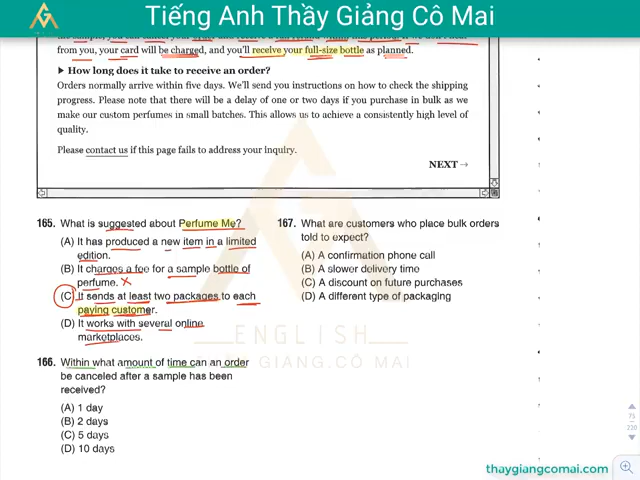 Tiếng Anh Thầy Giảng Cô Mai
from you, your card will be charged, and you'll receive your full-size bottle as planned.
▶ How long does it take to receive an order?
Orders normally arrive within five days. We'll send you instructions on how to check the shipping
progress. Please note that there will be a delay of one or two days if you purchase in bulk as we
make our custom perfumes in small batches. This allows us to achieve a consistently high level of
quality.
Please contact us if this page fails to address your inquiry.
NEXT →
165. What is suggested about Perfume Me?
(A) It has produced a new item in a limited
edition.
(B) It charges a fee for a sample bottle of
perfume. x
(C) It sends at least two packages to each
paying customer.
(D) It works with several online
marketplaces.
166. Within what amount of time can an order
be canceled after a sample has been
received?
(A) 1 day
(B) 2 days
(C) 5 days
(D) 10 days
167. What are customers who place bulk orders
told to expect?
(A) A confirmation phone call
(B) A slower delivery time
(C) A discount on future purchases
(D) A different type of packaging
ENGLISH
GIANG.CÔ MAI
71
220
thaygiangcomai.com